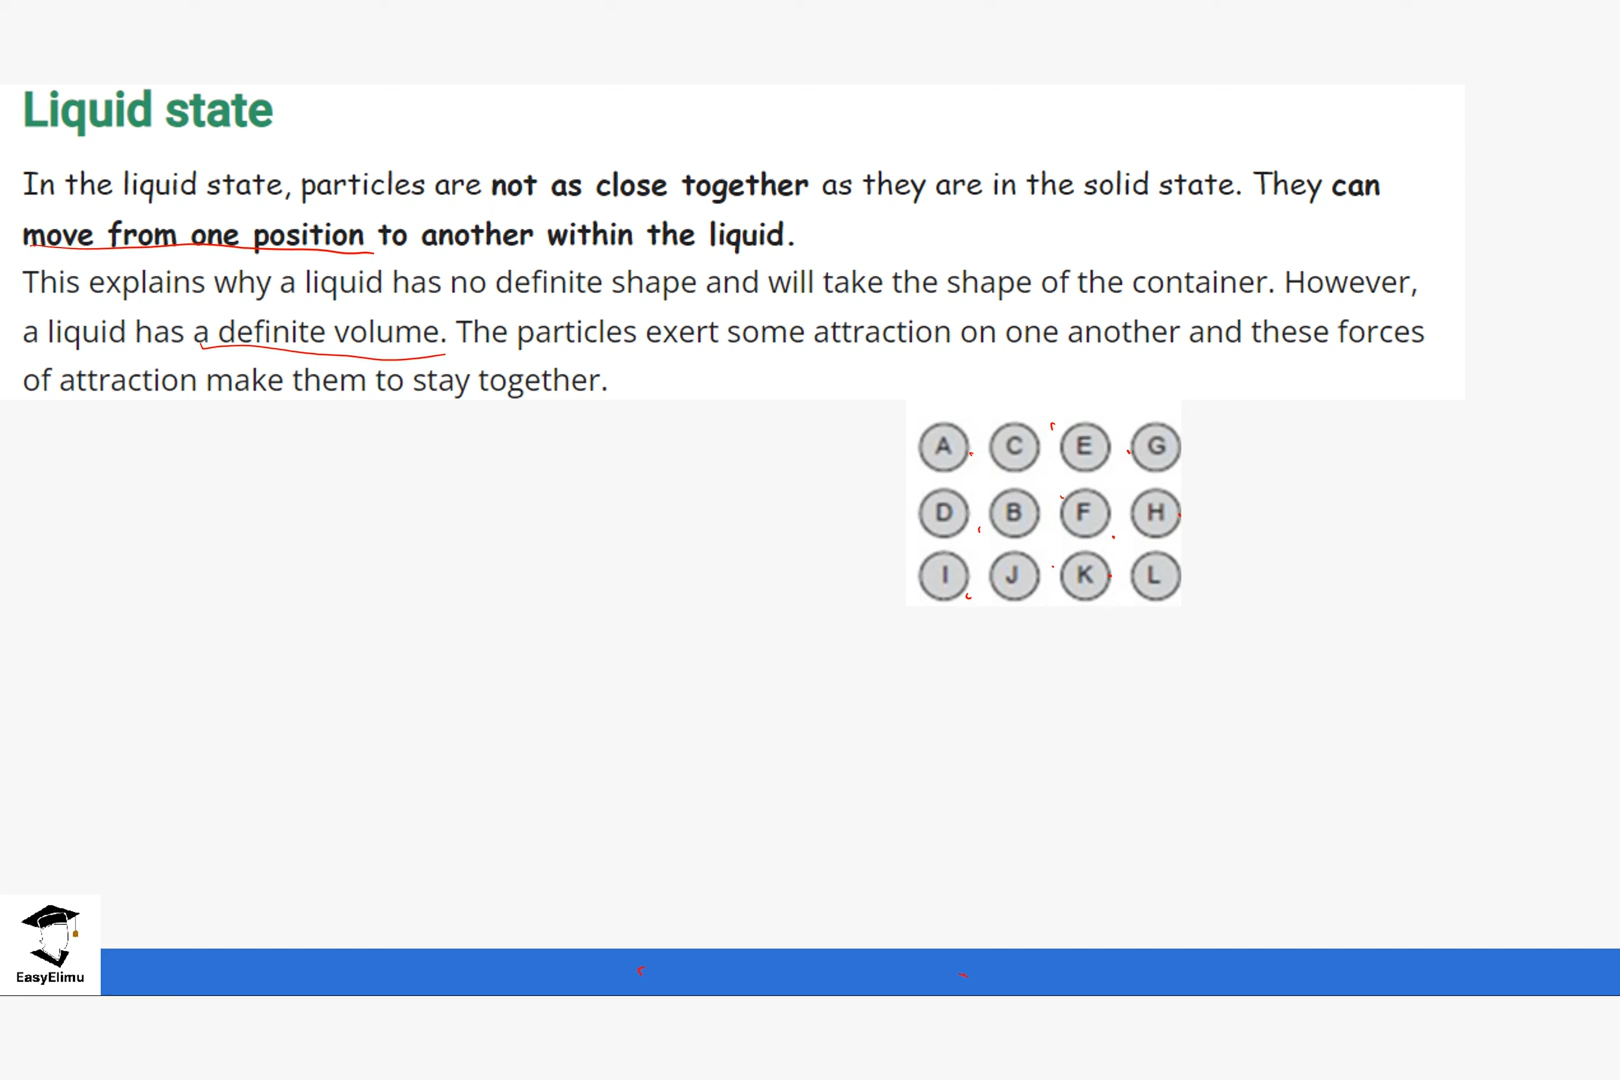 Liquid state
In the liquid state, particles are not as close together as they are in the solid state. They can
move from one position to another within the liquid.
This explains why a liquid has no definite shape and will take the shape of the container. However,
a liquid has a definite volume. The particles exert some attraction on one another and these forces
of attraction make them to stay together.
A C E G
D B F H
I J K L
EasyElimu